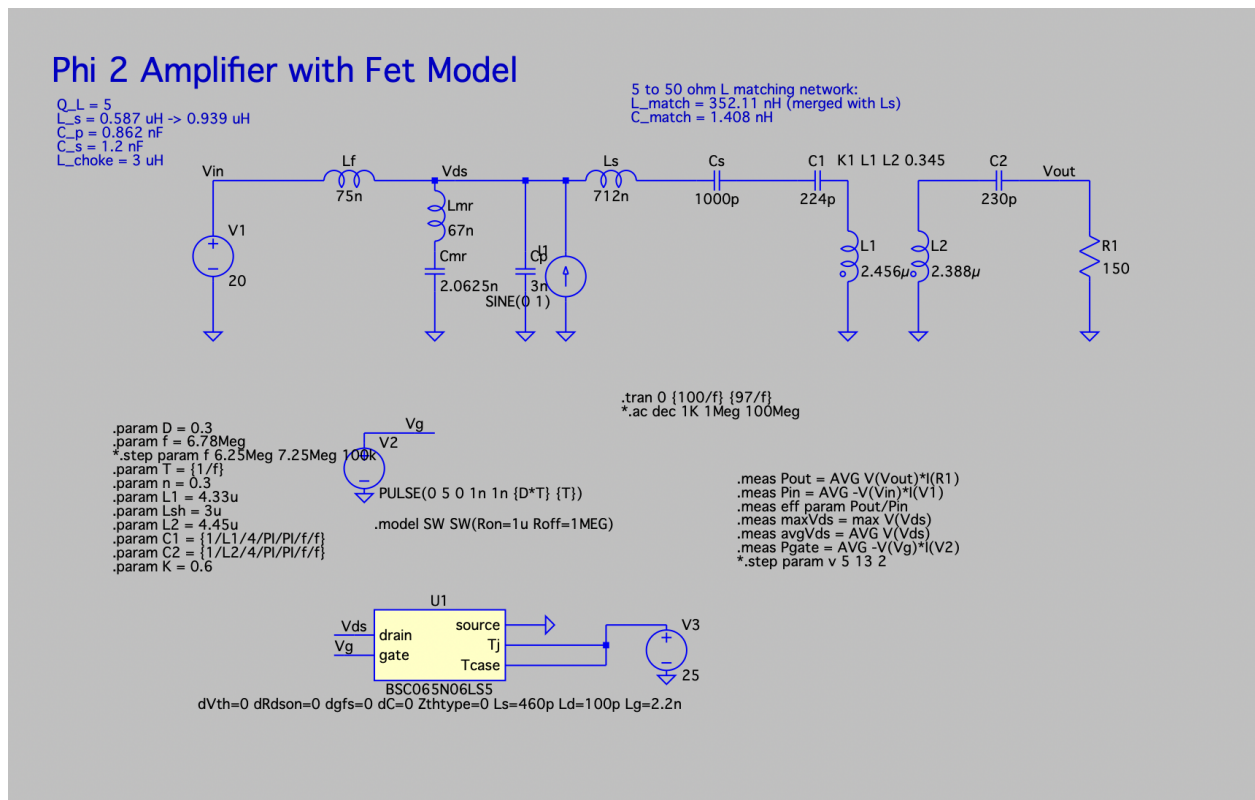 Phi 2 Amplifier with Fet Model
Q_L = 5
L_s = 0.587 uH -> 0.939 uH
C_p = 0.862 nF
C_s = 1.2 nF
L_choke = 3 uH
5 to 50 ohm L matching network:
L_match = 352.11 nH (merged with Ls)
C_match = 1.408 nH
Vin
Lf
75n
Vds
Ls
712n
Cs
1000p
C1
224p
K1 L1 L2 0.345
C2
230p
Vout
V1
20
Lmr
67n
Cmr
2.0625n
Cp
3n
I1
SINE(0 1)
L1
2.456µ
L2
2.388µ
R1
150
.tran 0 {100/f} {97/f}
*.ac dec 1K 1Meg 100Meg
.param D = 0.3
.param f = 6.78Meg
*.step param f 6.25Meg 7.25Meg 100k
.param T = {1/f}
.param n = 0.3
.param L1 = 4.33u
.param Lsh = 3u
.param L2 = 4.45u
.param C1 = {1/L1/4/PI/PI/f/f}
.param C2 = {1/L2/4/PI/PI/f/f}
.param K = 0.6
Vg
V2
PULSE(0 5 0 1n 1n {D*T} {T})
.model SW SW(Ron=1u Roff=1MEG)
.meas Pout = AVG V(Vout)*I(R1)
.meas Pin = AVG -V(Vin)*I(V1)
.meas eff param Pout/Pin
.meas maxVds = max V(Vds)
.meas avgVds = AVG V(Vds)
.meas Pgate = AVG -V(Vg)*I(V2)
*.step param v 5 13 2
U1
Vds
drain
source
Vg
gate
Tj
Tcase
V3
25
BSC065N06LS5
dVth=0 dRdson=0 dgfs=0 dC=0 Zthtype=0 Ls=460p Ld=100p Lg=2.2n